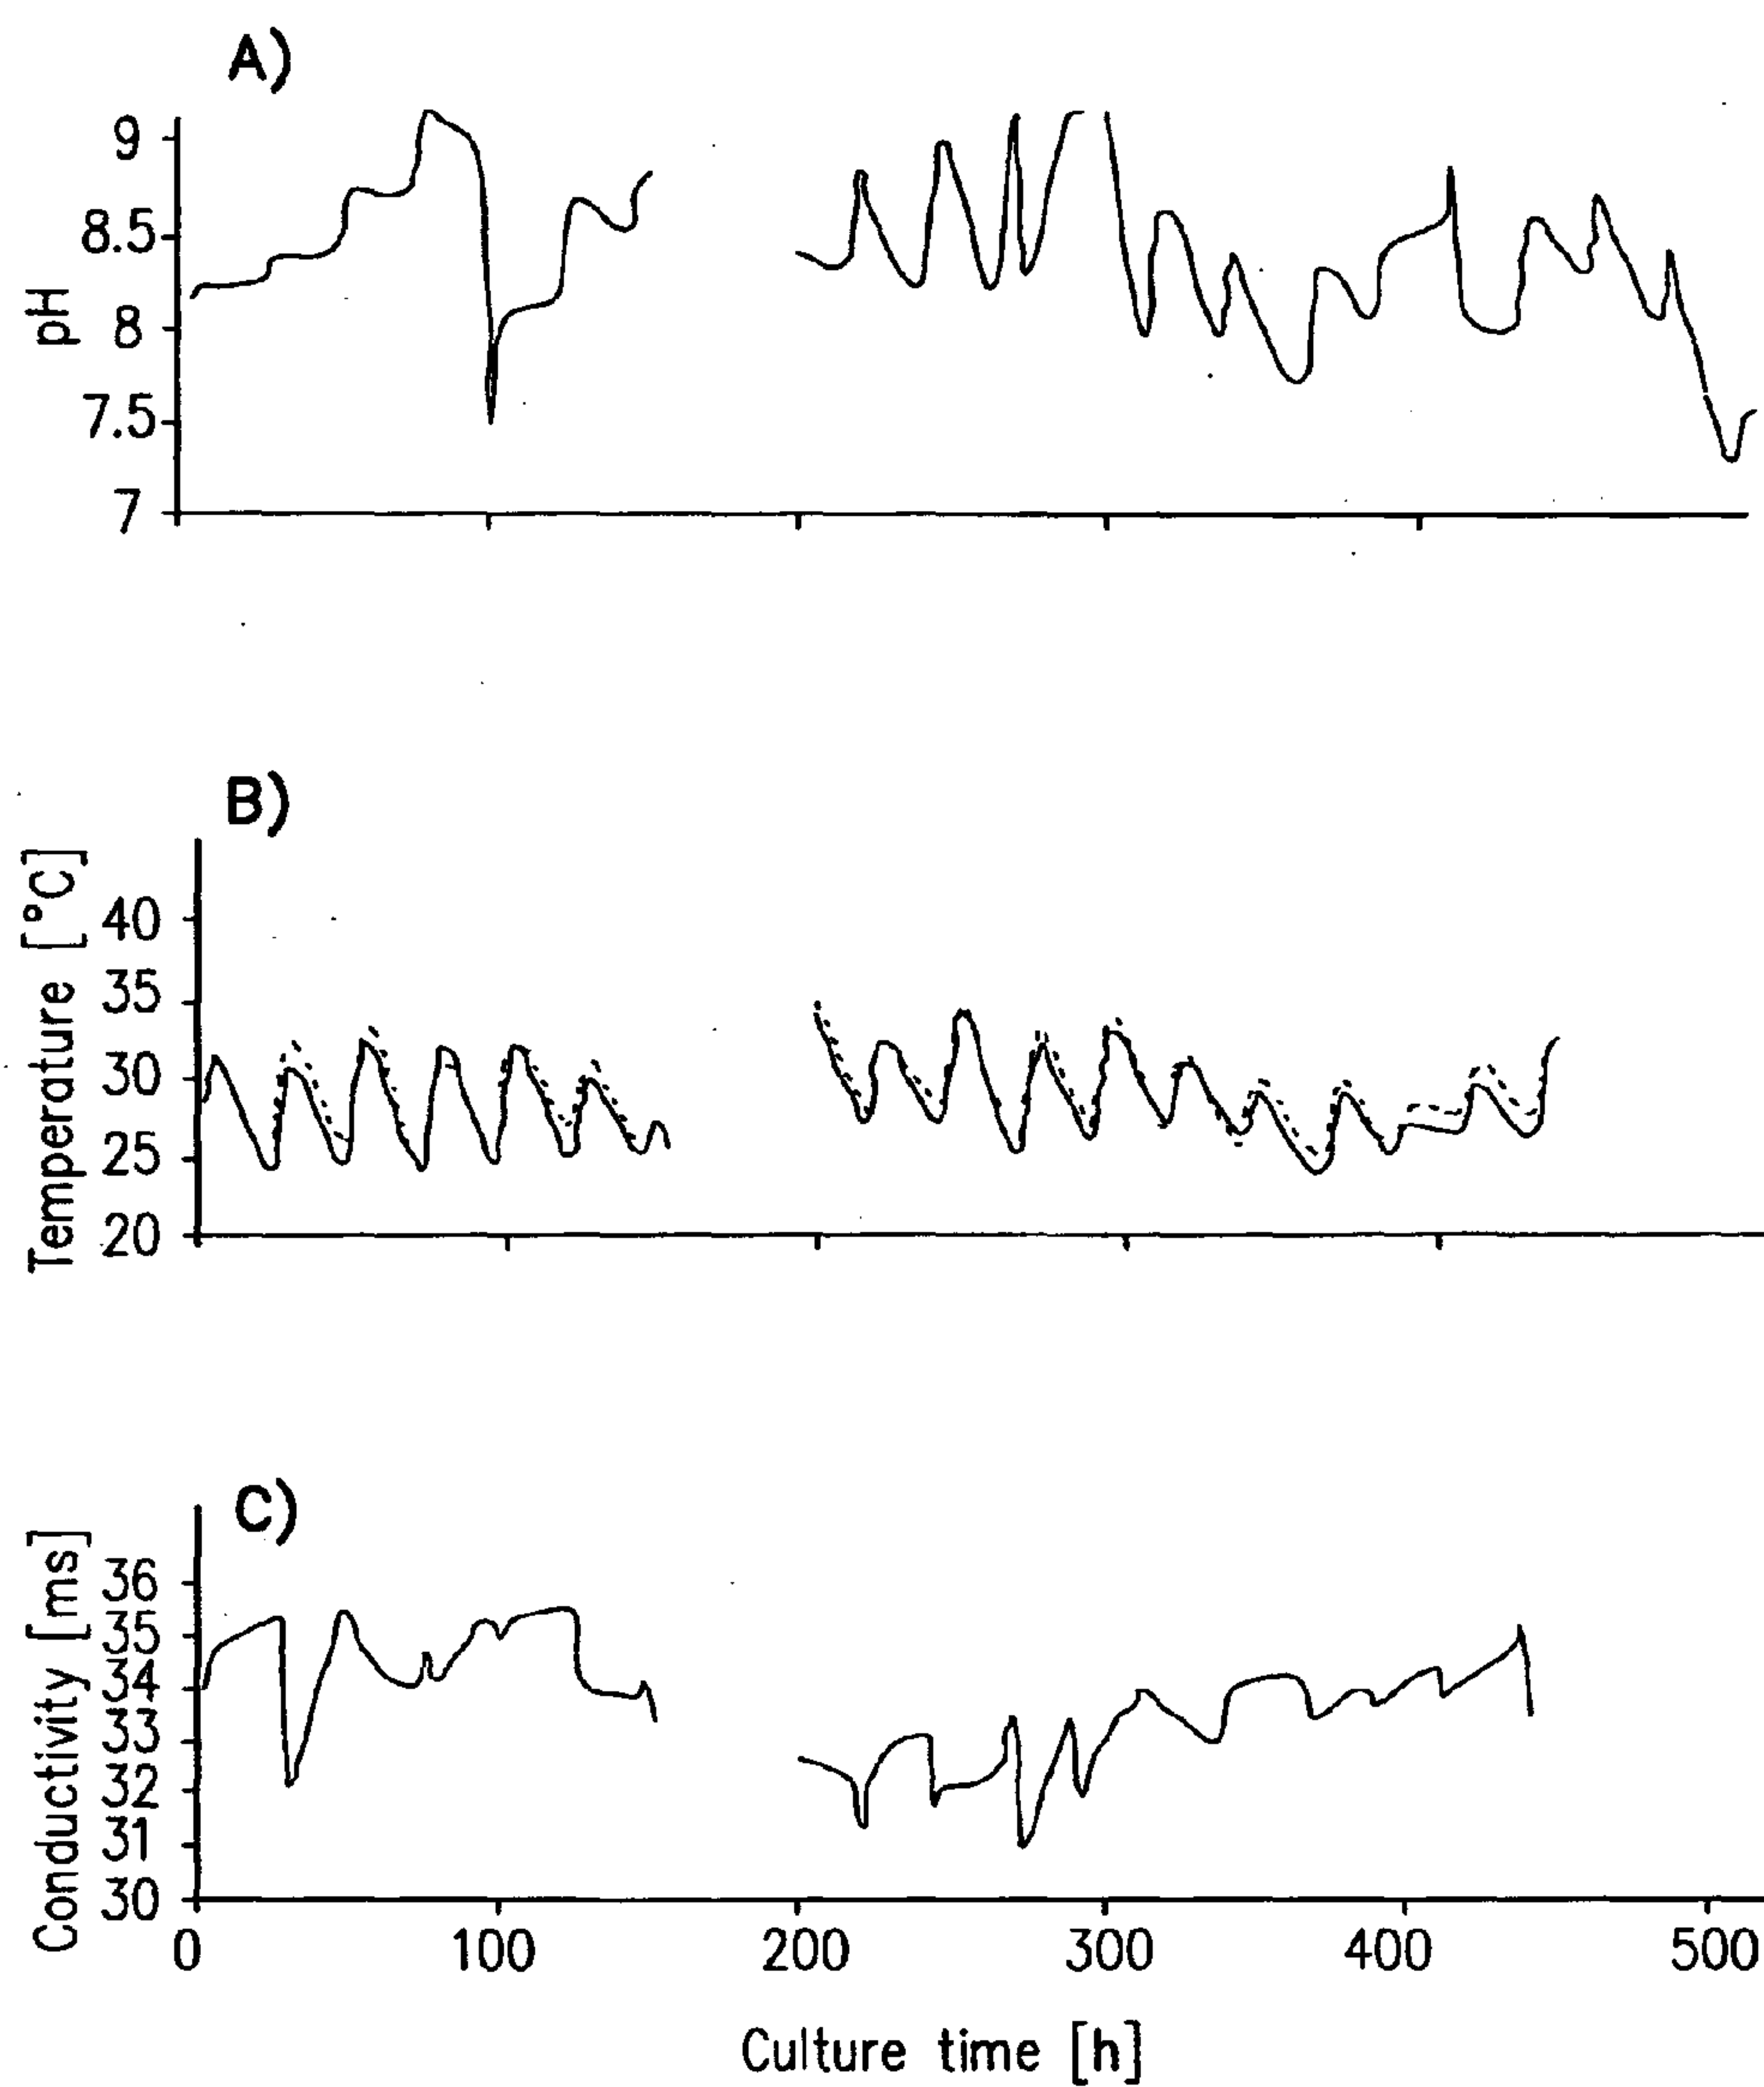 A)
pH
9
8.5
8
7.5
7
B)
Temperature [°C]
40
35
30
25
20
C)
Conductivity [ms]
36
35
34
33
32
31
30
0 100 200 300 400 500
Culture time [h]